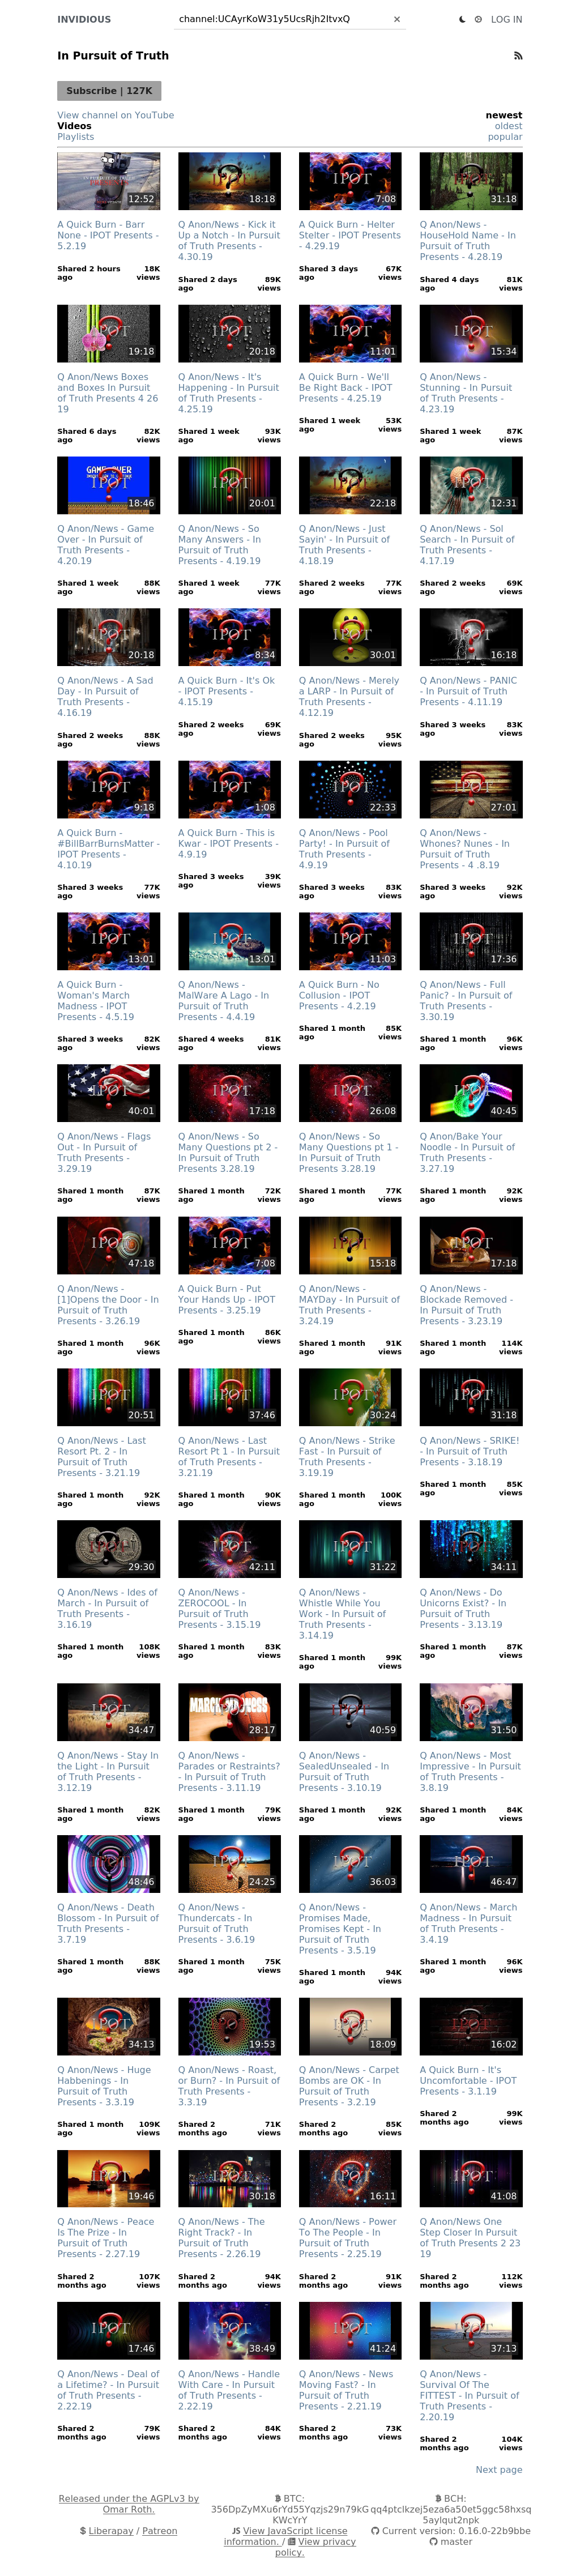 INVIDIOUS
channel:UCAyrKoW31y5UcsRjh2ItvxQ
LOG IN
In Pursuit of Truth
Subscribe | 127K
View channel on YouTube
Videos
Playlists
newest
oldest
popular
12:52
18:18
7:08
31:18
A Quick Burn - Barr None - IPOT Presents - 5.2.19
Q Anon/News - Kick it Up a Notch - In Pursuit of Truth Presents - 4.30.19
A Quick Burn - Helter Stelter - IPOT Presents - 4.29.19
Q Anon/News - HouseHold Name - In Pursuit of Truth Presents - 4.28.19
Shared 2 hours ago 18K views
Shared 2 days ago 89K views
Shared 3 days ago 67K views
Shared 4 days ago 81K views
19:18
20:18
11:01
15:34
Q Anon/News Boxes and Boxes In Pursuit of Truth Presents 4 26 19
Q Anon/News - It's Happening - In Pursuit of Truth Presents - 4.25.19
A Quick Burn - We'll Be Right Back - IPOT Presents - 4.25.19
Q Anon/News - Stunning - In Pursuit of Truth Presents - 4.23.19
Shared 6 days ago 82K views
Shared 1 week ago 93K views
Shared 1 week ago 53K views
Shared 1 week ago 87K views
18:46
20:01
22:18
12:31
Q Anon/News - Game Over - In Pursuit of Truth Presents - 4.20.19
Q Anon/News - So Many Answers - In Pursuit of Truth Presents - 4.19.19
Q Anon/News - Just Sayin' - In Pursuit of Truth Presents - 4.18.19
Q Anon/News - Sol Search - In Pursuit of Truth Presents - 4.17.19
Shared 1 week ago 88K views
Shared 1 week ago 77K views
Shared 2 weeks ago 77K views
Shared 2 weeks ago 69K views
20:18
8:34
30:01
16:18
Q Anon/News - A Sad Day - In Pursuit of Truth Presents - 4.16.19
A Quick Burn - It's Ok - IPOT Presents - 4.15.19
Q Anon/News - Merely a LARP - In Pursuit of Truth Presents - 4.12.19
Q Anon/News - PANIC - In Pursuit of Truth Presents - 4.11.19
Shared 2 weeks ago 88K views
Shared 2 weeks ago 69K views
Shared 2 weeks ago 95K views
Shared 3 weeks ago 83K views
9:18
1:08
22:33
27:01
A Quick Burn - #BillBarrBurnsMatter - IPOT Presents - 4.10.19
A Quick Burn - This is Kwar - IPOT Presents - 4.9.19
Q Anon/News - Pool Party! - In Pursuit of Truth Presents - 4.9.19
Q Anon/News - Whones? Nunes - In Pursuit of Truth Presents - 4 .8.19
Shared 3 weeks ago 77K views
Shared 3 weeks ago 39K views
Shared 3 weeks ago 83K views
Shared 3 weeks ago 92K views
13:01
13:01
11:03
17:36
A Quick Burn - Woman's March Madness - IPOT Presents - 4.5.19
Q Anon/News - MalWare A Lago - In Pursuit of Truth Presents - 4.4.19
A Quick Burn - No Collusion - IPOT Presents - 4.2.19
Q Anon/News - Full Panic? - In Pursuit of Truth Presents - 3.30.19
Shared 3 weeks ago 82K views
Shared 4 weeks ago 81K views
Shared 1 month ago 85K views
Shared 1 month ago 96K views
40:01
17:18
26:08
40:45
Q Anon/News - Flags Out - In Pursuit of Truth Presents - 3.29.19
Q Anon/News - So Many Questions pt 2 - In Pursuit of Truth Presents 3.28.19
Q Anon/News - So Many Questions pt 1 - In Pursuit of Truth Presents 3.28.19
Q Anon/Bake Your Noodle - In Pursuit of Truth Presents - 3.27.19
Shared 1 month ago 87K views
Shared 1 month ago 72K views
Shared 1 month ago 77K views
Shared 1 month ago 92K views
47:18
7:08
15:18
17:18
Q Anon/News - [1]Opens the Door - In Pursuit of Truth Presents - 3.26.19
A Quick Burn - Put Your Hands Up - IPOT Presents - 3.25.19
Q Anon/News - MAYDay - In Pursuit of Truth Presents - 3.24.19
Q Anon/News - Blockade Removed - In Pursuit of Truth Presents - 3.23.19
Shared 1 month ago 96K views
Shared 1 month ago 86K views
Shared 1 month ago 91K views
Shared 1 month ago 114K views
20:51
37:46
30:24
31:18
Q Anon/News - Last Resort Pt. 2 - In Pursuit of Truth Presents - 3.21.19
Q Anon/News - Last Resort Pt 1 - In Pursuit of Truth Presents - 3.21.19
Q Anon/News - Strike Fast - In Pursuit of Truth Presents - 3.19.19
Q Anon/News - SRIKE! - In Pursuit of Truth Presents - 3.18.19
Shared 1 month ago 92K views
Shared 1 month ago 90K views
Shared 1 month ago 100K views
Shared 1 month ago 85K views
29:30
42:11
31:22
34:11
Q Anon/News - Ides of March - In Pursuit of Truth Presents - 3.16.19
Q Anon/News - ZEROCOOL - In Pursuit of Truth Presents - 3.15.19
Q Anon/News - Whistle While You Work - In Pursuit of Truth Presents - 3.14.19
Q Anon/News - Do Unicorns Exist? - In Pursuit of Truth Presents - 3.13.19
Shared 1 month ago 108K views
Shared 1 month ago 83K views
Shared 1 month ago 99K views
Shared 1 month ago 87K views
34:47
28:17
40:59
31:50
Q Anon/News - Stay In the Light - In Pursuit of Truth Presents - 3.12.19
Q Anon/News - Parades or Restraints? - In Pursuit of Truth Presents - 3.11.19
Q Anon/News - SealedUnsealed - In Pursuit of Truth Presents - 3.10.19
Q Anon/News - Most Impressive - In Pursuit of Truth Presents - 3.8.19
Shared 1 month ago 82K views
Shared 1 month ago 79K views
Shared 1 month ago 92K views
Shared 1 month ago 84K views
48:46
24:25
36:03
46:47
Q Anon/News - Death Blossom - In Pursuit of Truth Presents - 3.7.19
Q Anon/News - Thundercats - In Pursuit of Truth Presents - 3.6.19
Q Anon/News - Promises Made, Promises Kept - In Pursuit of Truth Presents - 3.5.19
Q Anon/News - March Madness - In Pursuit of Truth Presents - 3.4.19
Shared 1 month ago 88K views
Shared 1 month ago 75K views
Shared 1 month ago 94K views
Shared 1 month ago 96K views
34:13
19:53
18:09
16:02
Q Anon/News - Huge Habbenings - In Pursuit of Truth Presents - 3.3.19
Q Anon/News - Roast, or Burn? - In Pursuit of Truth Presents - 3.3.19
Q Anon/News - Carpet Bombs are OK - In Pursuit of Truth Presents - 3.2.19
A Quick Burn - It's Uncomfortable - IPOT Presents - 3.1.19
Shared 1 month ago 109K views
Shared 2 months ago 71K views
Shared 2 months ago 85K views
Shared 2 months ago 99K views
19:46
30:18
16:11
41:08
Q Anon/News - Peace Is The Prize - In Pursuit of Truth Presents - 2.27.19
Q Anon/News - The Right Track? - In Pursuit of Truth Presents - 2.26.19
Q Anon/News - Power To The People - In Pursuit of Truth Presents - 2.25.19
Q Anon/News One Step Closer In Pursuit of Truth Presents 2 23 19
Shared 2 months ago 107K views
Shared 2 months ago 94K views
Shared 2 months ago 91K views
Shared 2 months ago 112K views
17:46
38:49
41:24
37:13
Q Anon/News - Deal of a Lifetime? - In Pursuit of Truth Presents - 2.22.19
Q Anon/News - Handle With Care - In Pursuit of Truth Presents - 2.22.19
Q Anon/News - News Moving Fast? - In Pursuit of Truth Presents - 2.21.19
Q Anon/News - Survival Of The FITTEST - In Pursuit of Truth Presents - 2.20.19
Shared 2 months ago 79K views
Shared 2 months ago 84K views
Shared 2 months ago 73K views
Shared 2 months ago 104K views
Next page
Released under the AGPLv3 by Omar Roth.
Liberapay / Patreon
BTC: 356DpZyMXu6rYd55Yqzjs29n79kGKWcYrY
View JavaScript license information. / View privacy policy.
BCH: qq4ptclkzej5eza6a50et5ggc58hxsq5aylqut2npk
Current version: 0.16.0-22b9bbe
master